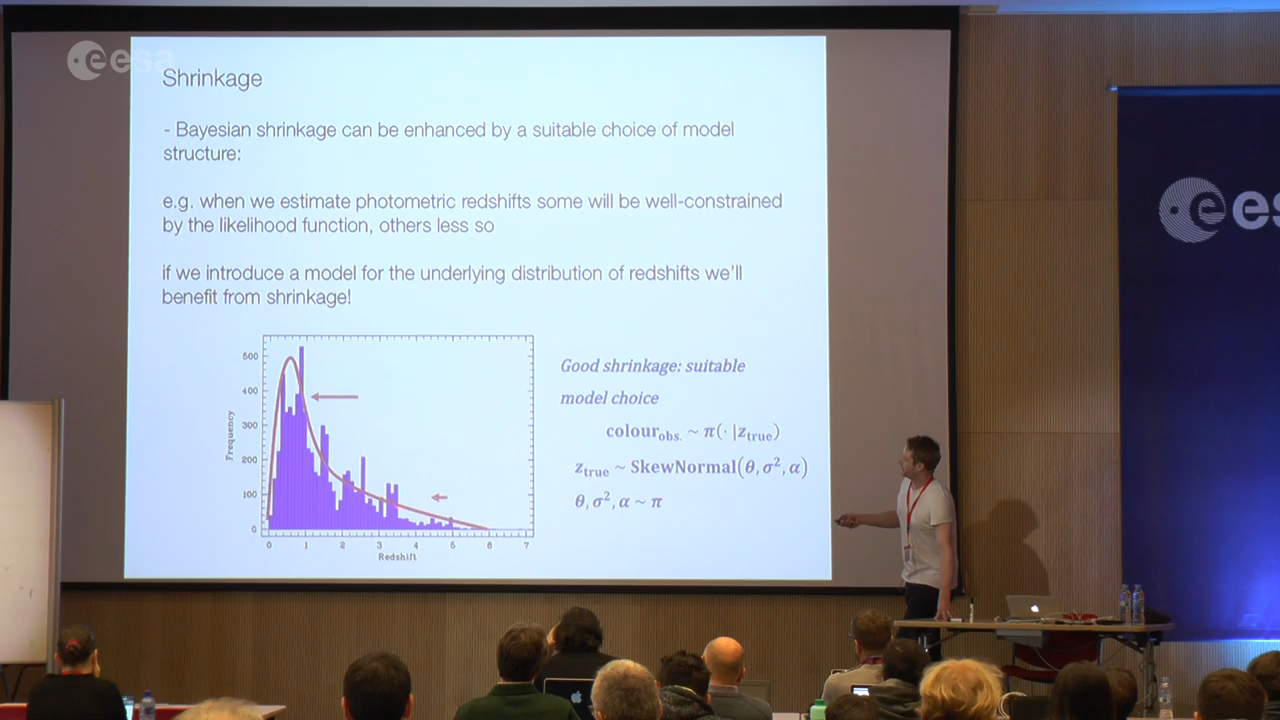 esa
Shrinkage
- Bayesian shrinkage can be enhanced by a suitable choice of model
structure:
e.g. when we estimate photometric redshifts some will be well-constrained
by the likelihood function, others less so
if we introduce a model for the underlying distribution of redshifts we'll
benefit from shrinkage!
500
400
300
200
100
0
Frequency
0 1 2 3 4 5 6 7
Redshift
Good shrinkage: suitable
model choice
colour_obs. ~ π(· |z_true)
z_true ~ SkewNormal(θ, σ², α)
θ, σ², α ~ π
es